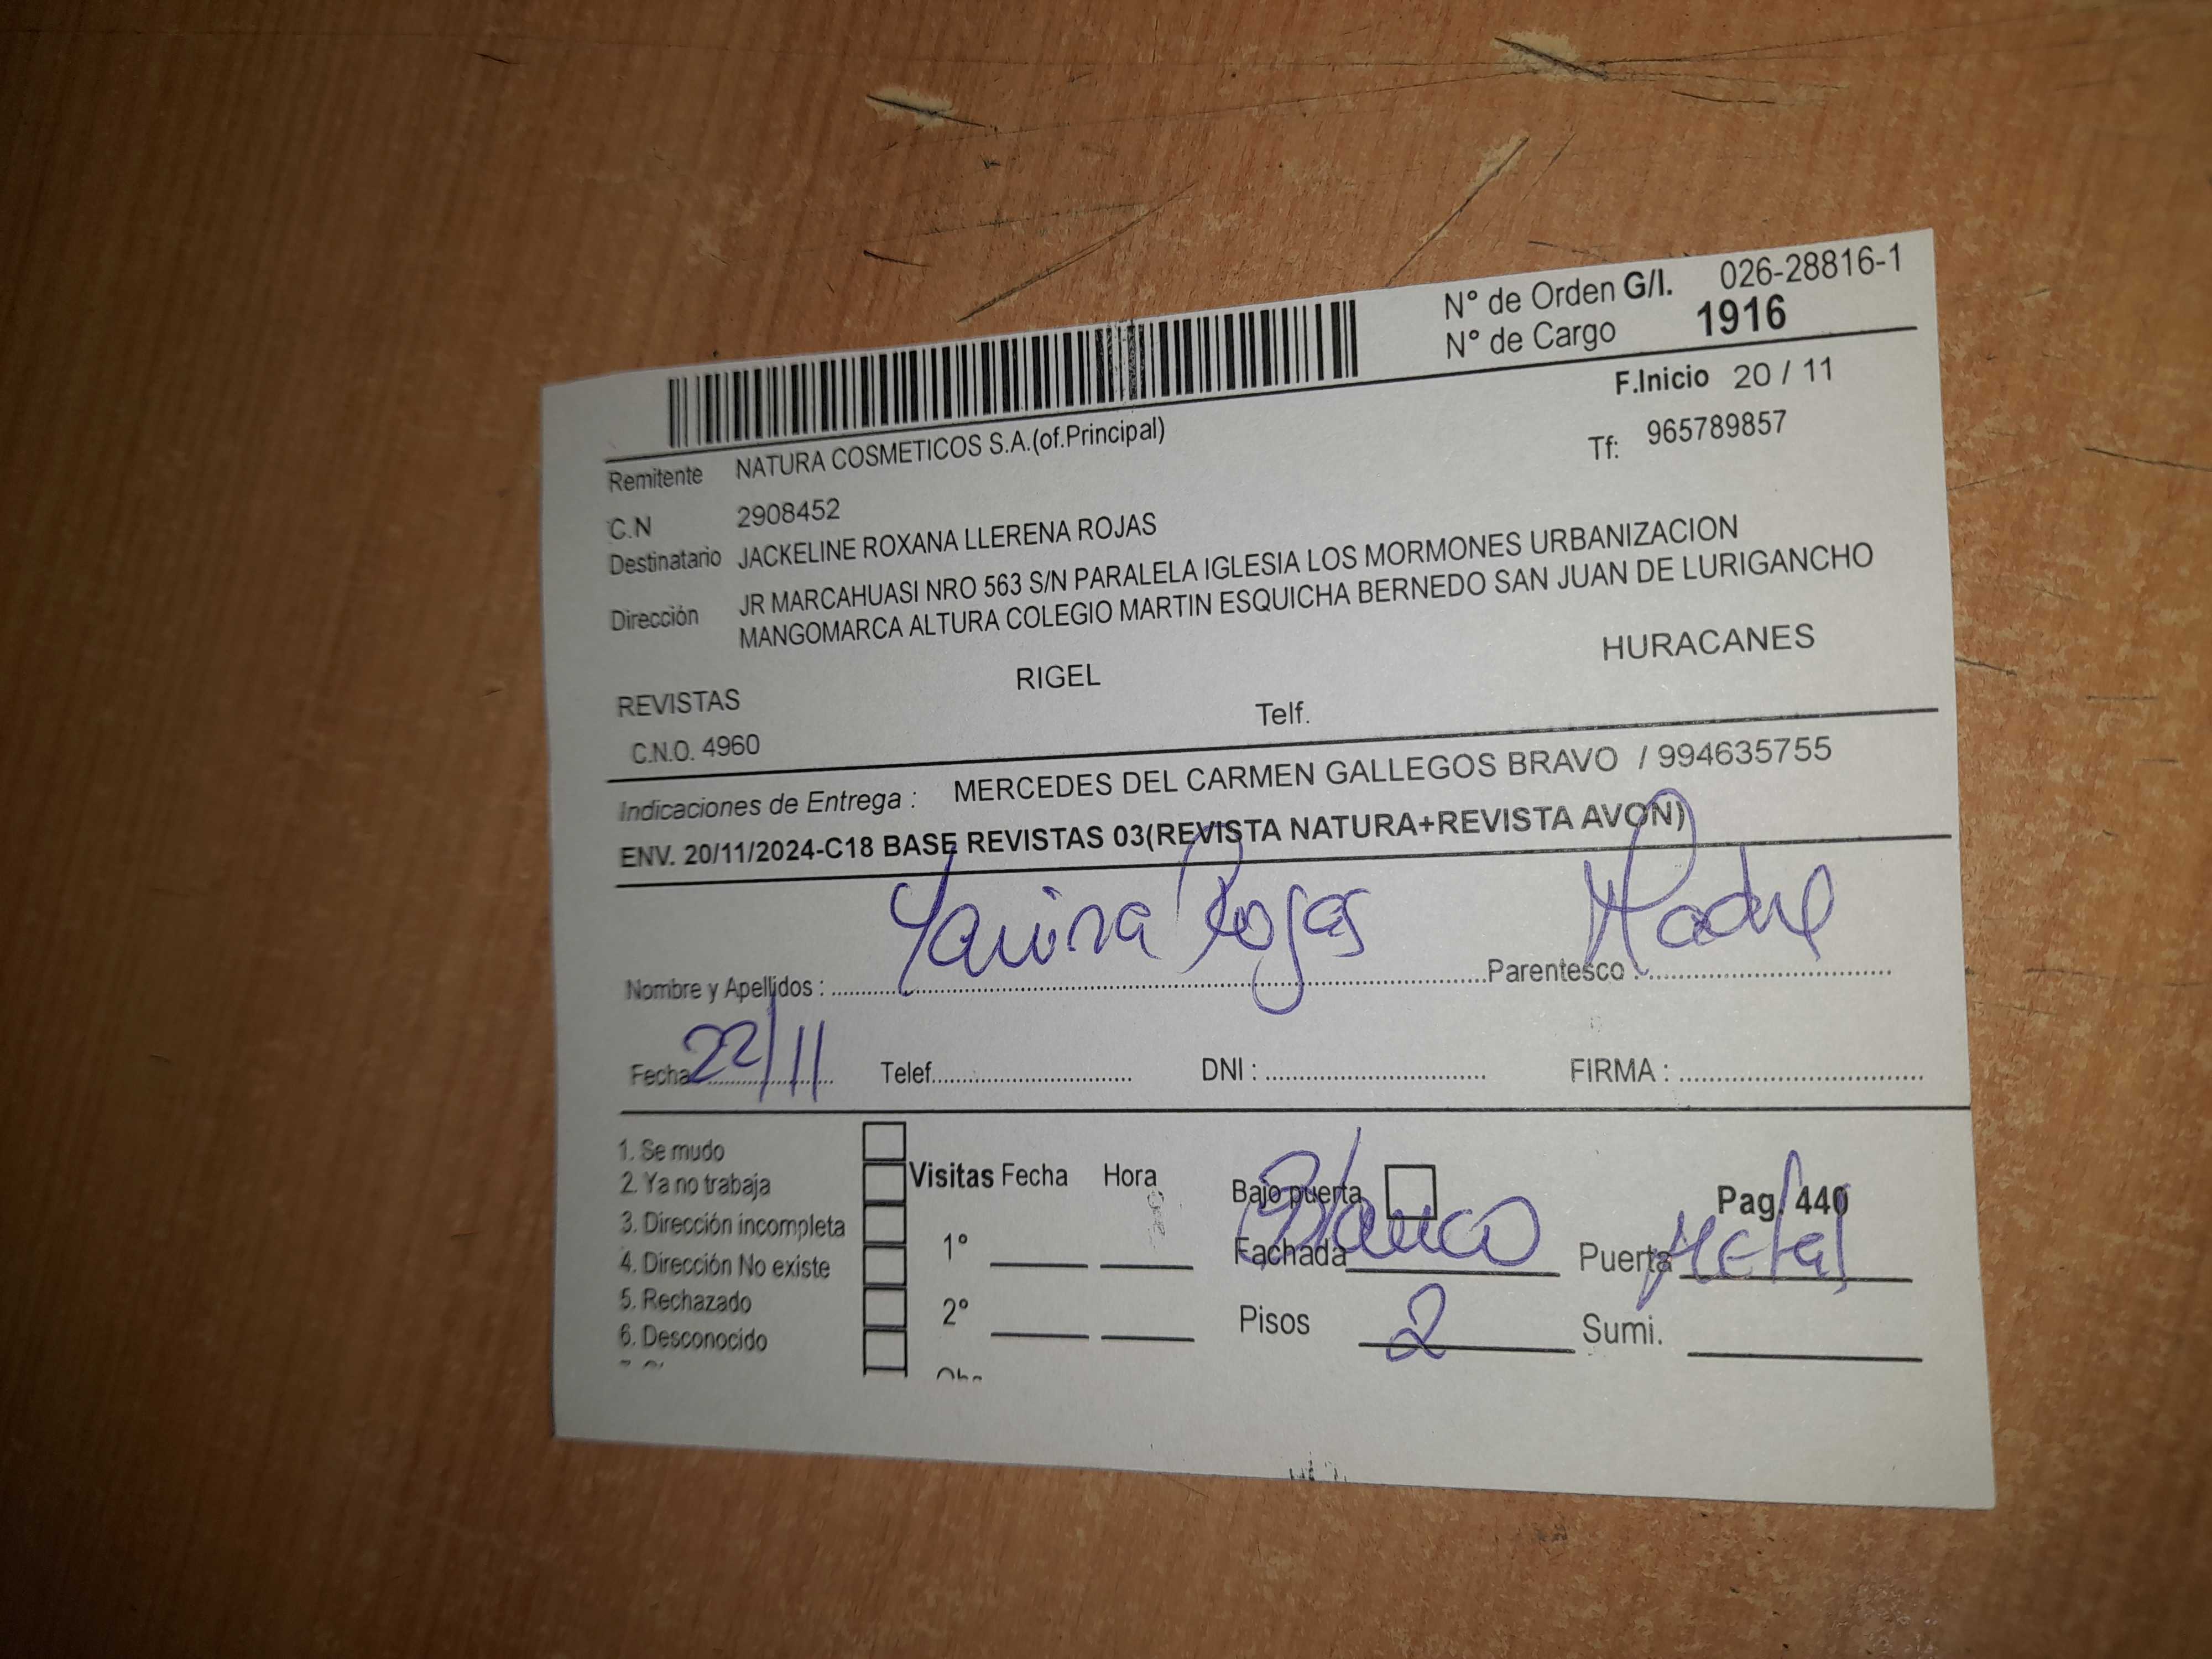 N° de Orden G/I. 026-28816-1
N° de Cargo 1916
F.Inicio 20 / 11
Remitente NATURA COSMETICOS S.A.(of.Principal)
Tf: 965789857
C.N 2908452
Destinatario JACKELINE ROXANA LLERENA ROJAS
Dirección JR MARCAHUASI NRO 563 S/N PARALELA IGLESIA LOS MORMONES URBANIZACION
MANGOMARCA ALTURA COLEGIO MARTIN ESQUICHA BERNEDO SAN JUAN DE LURIGANCHO
REVISTAS RIGEL HURACANES
C.N.O. 4960 Telf.
Indicaciones de Entrega : MERCEDES DEL CARMEN GALLEGOS BRAVO / 994635755
ENV. 20/11/2024-C18 BASE REVISTAS 03(REVISTA NATURA+REVISTA AVON)
Nombre y Apellidos : Rojas Parentesco : Madre
Fecha 22/11 Telef. DNI : FIRMA :
1. Se mudo
2. Ya no trabaja
3. Dirección incompleta
4. Dirección No existe
5. Rechazado
6. Desconocido
Visitas Fecha Hora
1°
2°
Bajo puerta Pag. 440
Fachada Blanco Puerta Metal
Pisos 2 Sumi.